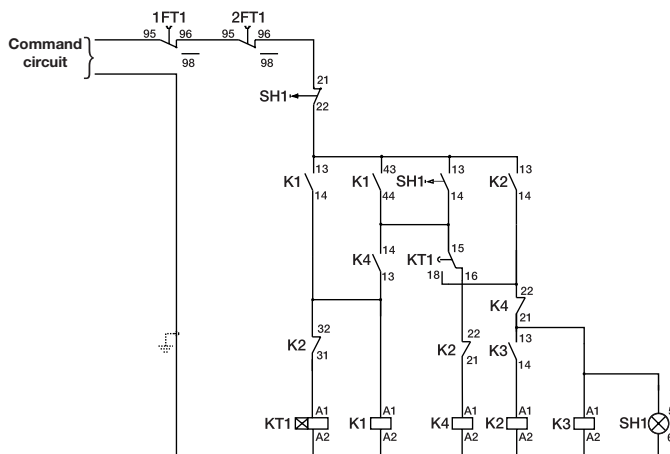 1FT1 2FT1
95 96 95 96
98 98
Command
circuit
21
SH1
22
13 43 13 13
K1 K1 SH1 K2
14 44 14 14
14 15
K4 KT1
13 18 16
22
K4
21
32 22 13
K2 K2 K3
31 21 14
A1 A1 A1 A1 A1
KT1 K1 K4 K2 K3 SH1
A2 A2 A2 A2 A2